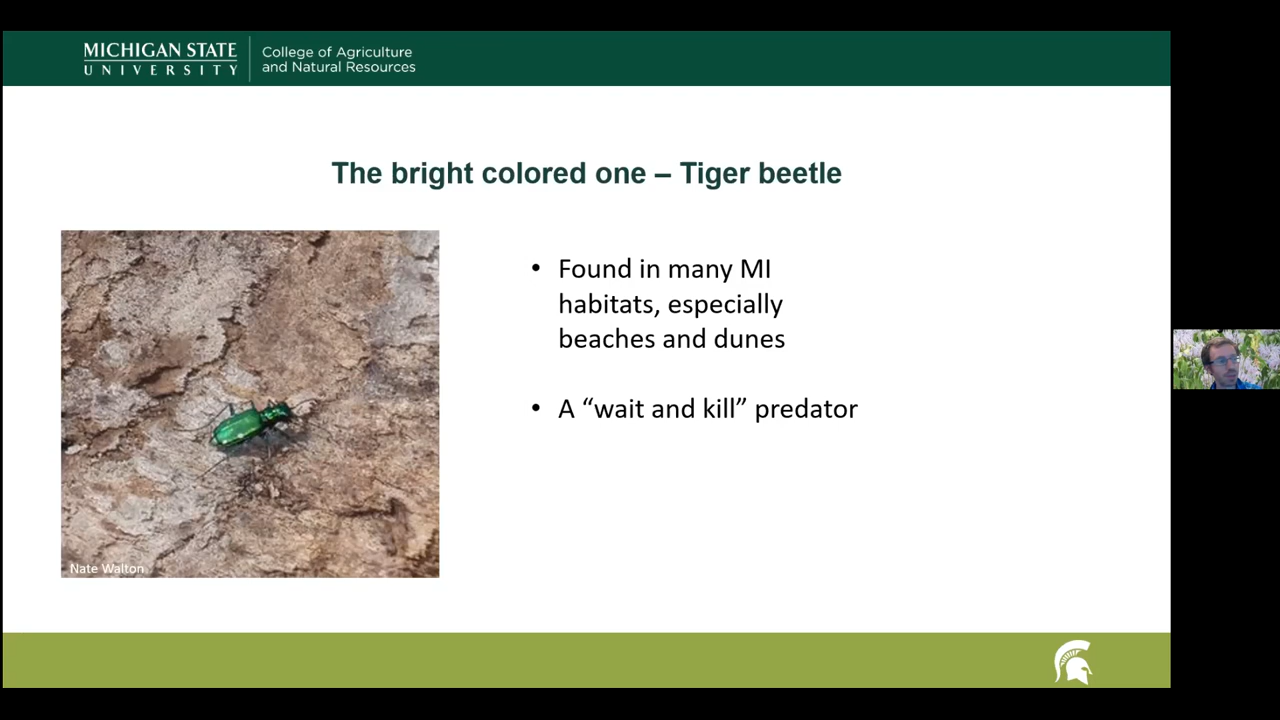 MICHIGAN STATE
UNIVERSITY
College of Agriculture
and Natural Resources
The bright colored one – Tiger beetle
• Found in many MI
habitats, especially
beaches and dunes
• A “wait and kill” predator
Nate Walton